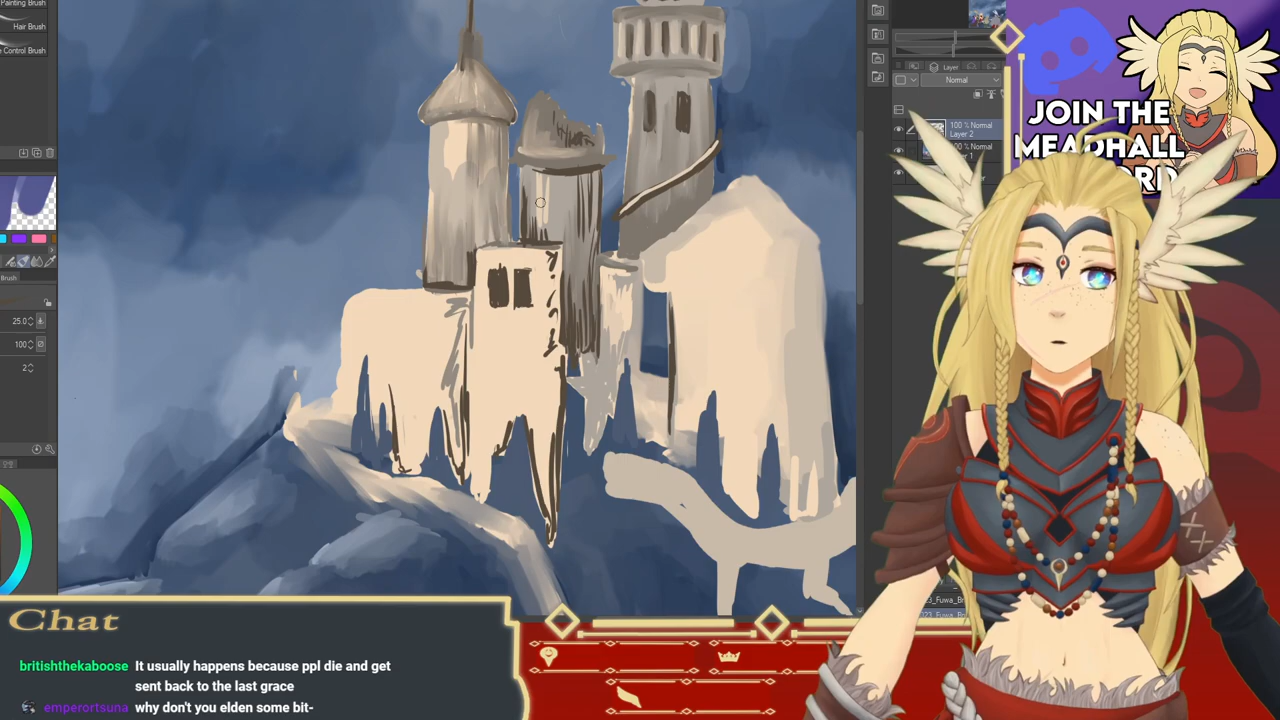 Painting Brush
Hair Brush
e Control Brush
Brush
25.0
100
2
Layer
Normal
100 % Normal
Layer 2
100 % Normal
JOIN THE
MEADHALL
Chat
britishthekaboose It usually happens because ppl die and get
sent back to the last grace
emperortsuna why don't you elden some bit-